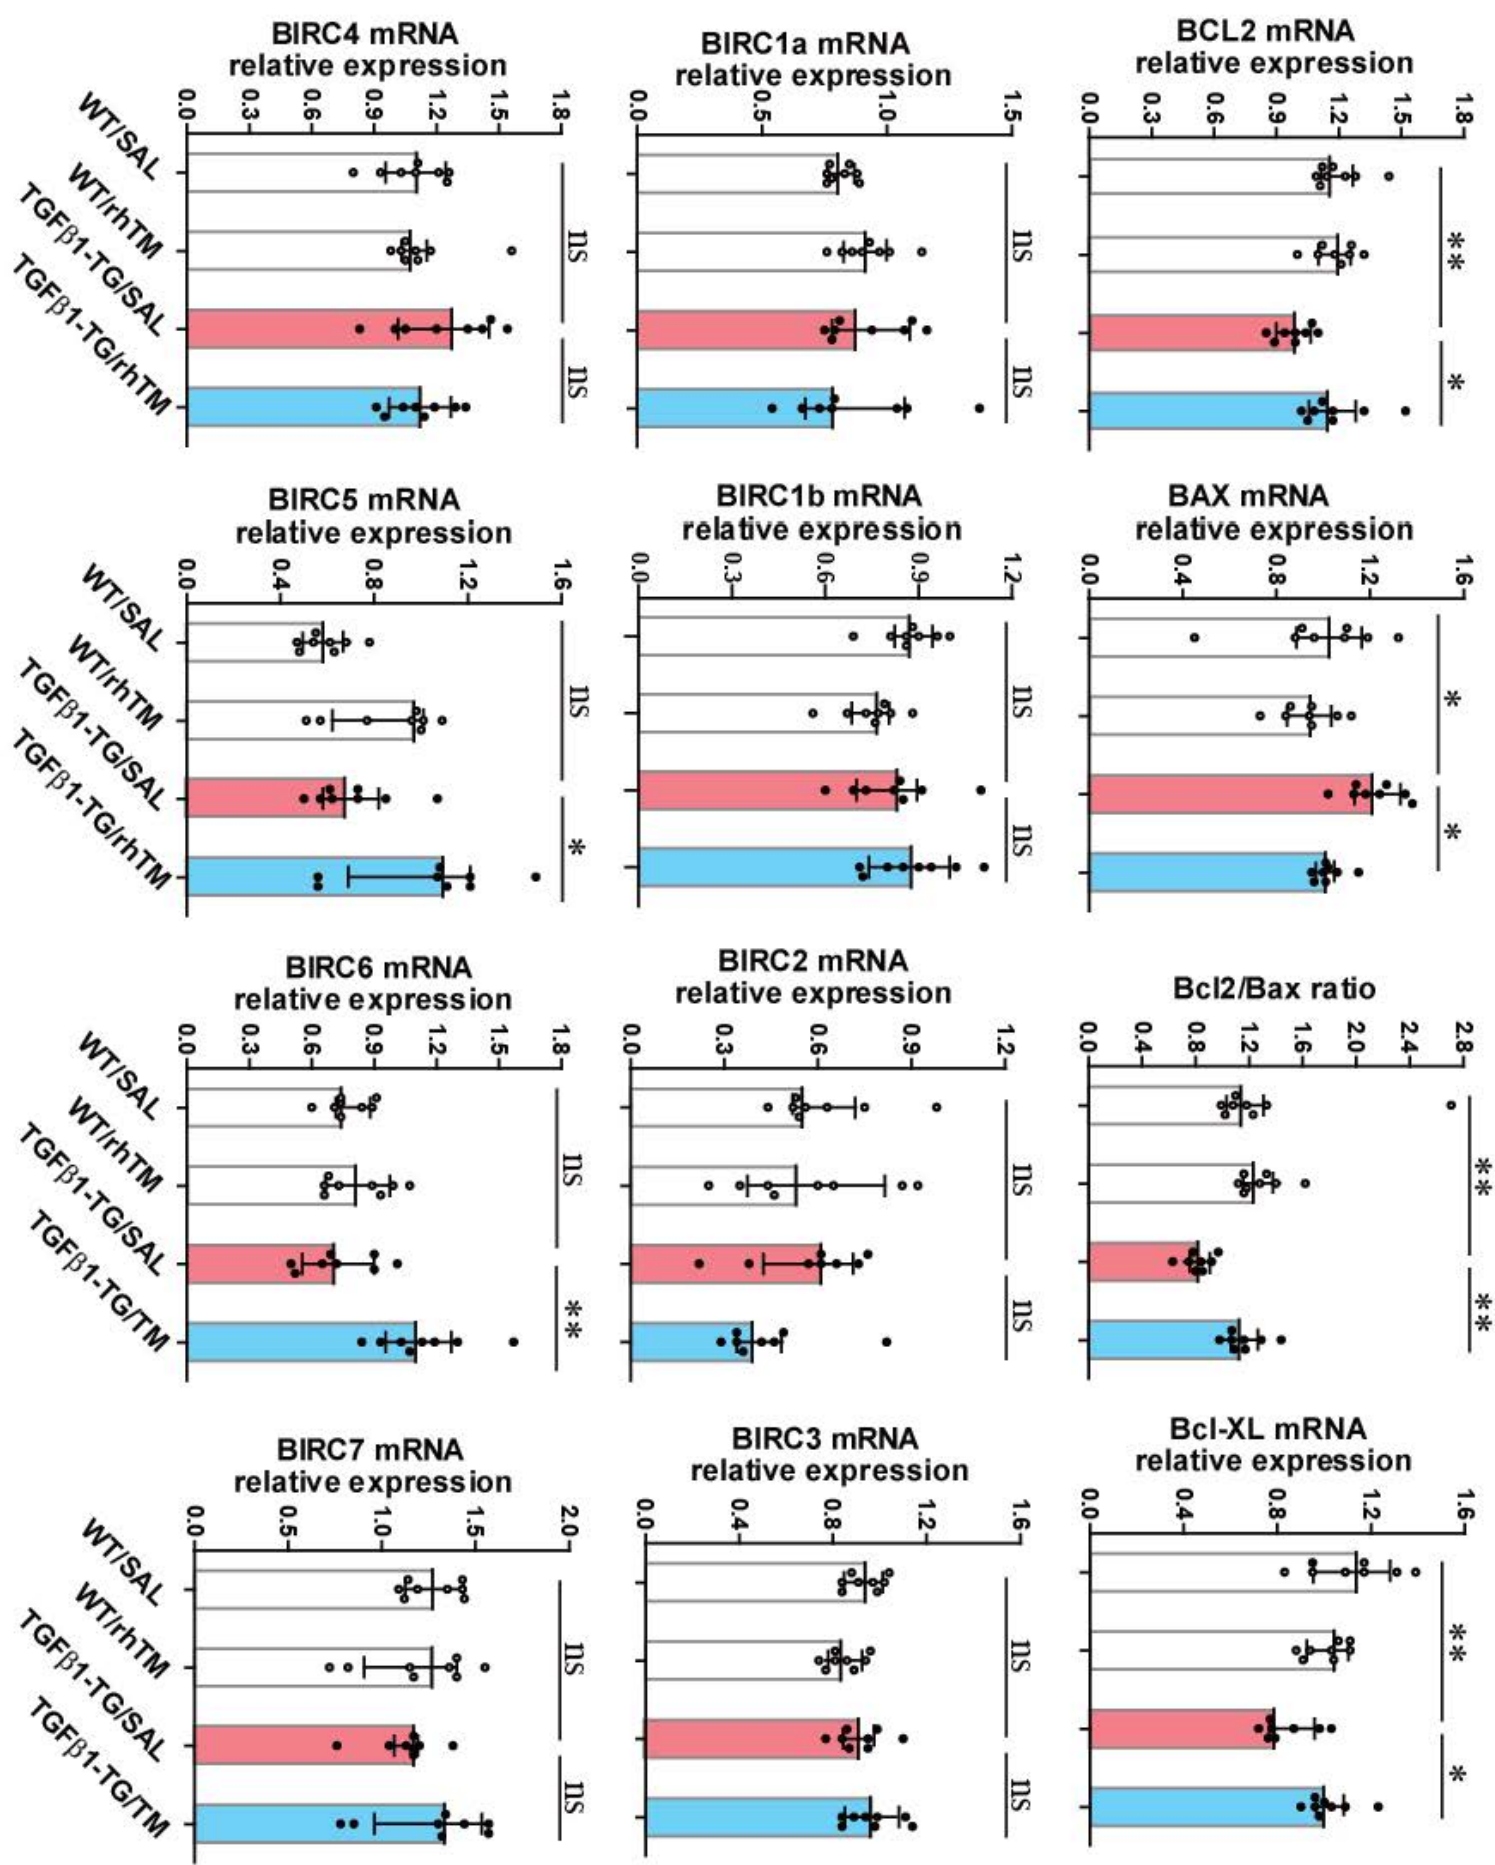 BCL2 mRNA
relative expression
0.0 0.3 0.6 0.9 1.2 1.5 1.8
**
*
BAX mRNA
relative expression
0.0 0.4 0.8 1.2 1.6
*
*
Bcl2/Bax ratio
0.0 0.4 0.8 1.2 1.6 2.0 2.4 2.8
**
**
Bcl-XL mRNA
relative expression
0.0 0.4 0.8 1.2 1.6
**
*
BIRC1a mRNA
relative expression
0.0 0.5 1.0 1.5
ns
ns
BIRC1b mRNA
relative expression
0.0 0.3 0.6 0.9 1.2
ns
ns
BIRC2 mRNA
relative expression
0.0 0.3 0.6 0.9 1.2
ns
ns
BIRC3 mRNA
relative expression
0.0 0.4 0.8 1.2 1.6
ns
ns
BIRC4 mRNA
relative expression
0.0 0.3 0.6 0.9 1.2 1.5 1.8
ns
ns
WT/SAL
WT/rhTM
TGFβ1-TG/SAL
TGFβ1-TG/rhTM
BIRC5 mRNA
relative expression
0.0 0.4 0.8 1.2 1.6
ns
*
WT/SAL
WT/rhTM
TGFβ1-TG/SAL
TGFβ1-TG/rhTM
BIRC6 mRNA
relative expression
0.0 0.3 0.6 0.9 1.2 1.5 1.8
ns
**
WT/SAL
WT/rhTM
TGFβ1-TG/SAL
TGFβ1-TG/TM
BIRC7 mRNA
relative expression
0.0 0.5 1.0 1.5 2.0
ns
ns
WT/SAL
WT/rhTM
TGFβ1-TG/SAL
TGFβ1-TG/TM